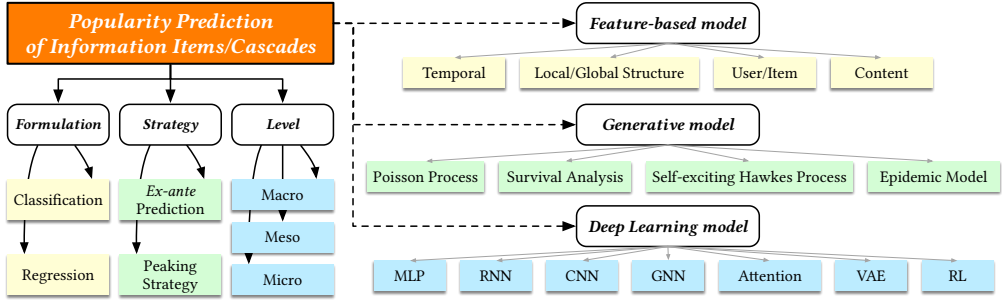 Popularity Prediction
of Information Items/Cascades
Formulation
Strategy
Level
Classification
Regression
Ex-ante
Prediction
Peaking
Strategy
Macro
Meso
Micro
Feature-based model
Temporal
Local/Global Structure
User/Item
Content
Generative model
Poisson Process
Survival Analysis
Self-exciting Hawkes Process
Epidemic Model
Deep Learning model
MLP
RNN
CNN
GNN
Attention
VAE
RL